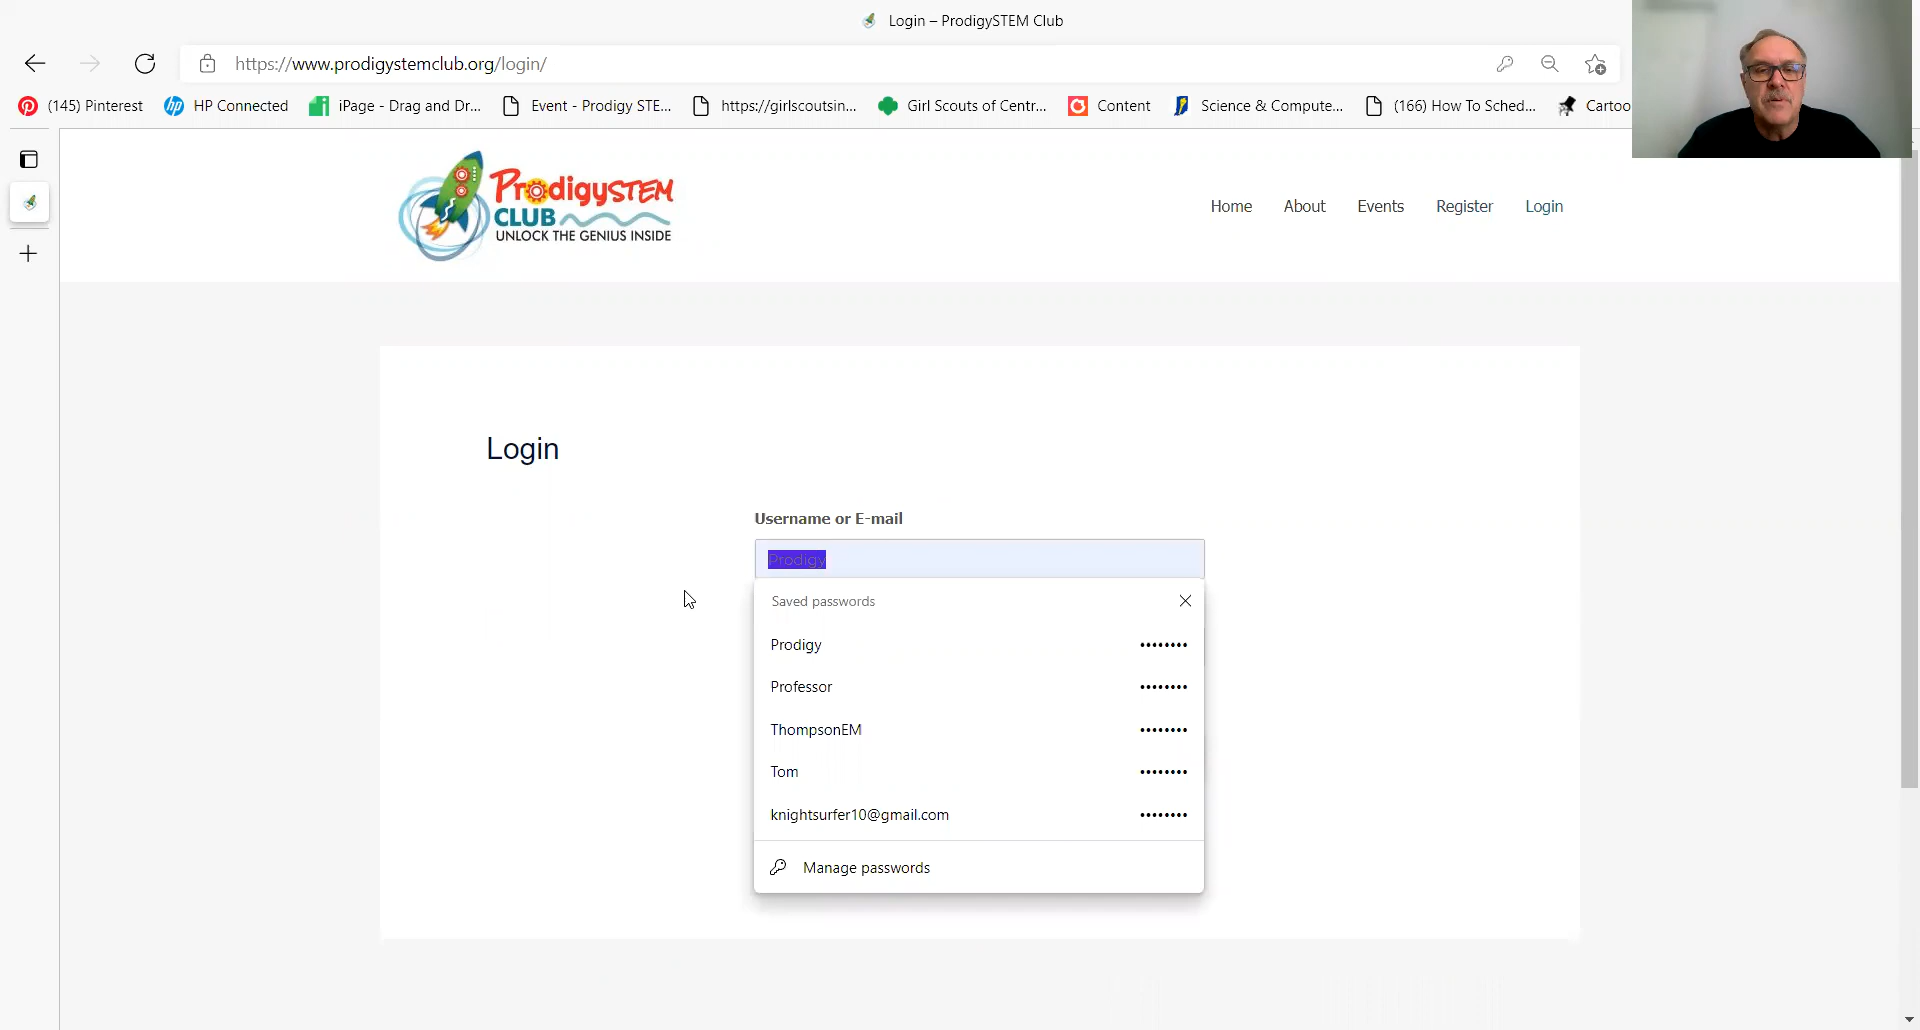 Login – ProdigySTEM Club
https://www.prodigystemclub.org/login/
(145) Pinterest
HP Connected
iPage - Drag and Dr...
Event - Prodigy STE...
https://girlscoutsin...
Girl Scouts of Centr...
Content
Science & Compute...
(166) How To Sched...
Cartoo
ProdigySTEM
CLUB
UNLOCK THE GENIUS INSIDE
Home
About
Events
Register
Login
Login
Username or E-mail
Prodigy
Saved passwords
Prodigy ••••••••
Professor ••••••••
ThompsonEM ••••••••
Tom ••••••••
knightsurfer10@gmail.com ••••••••
Manage passwords